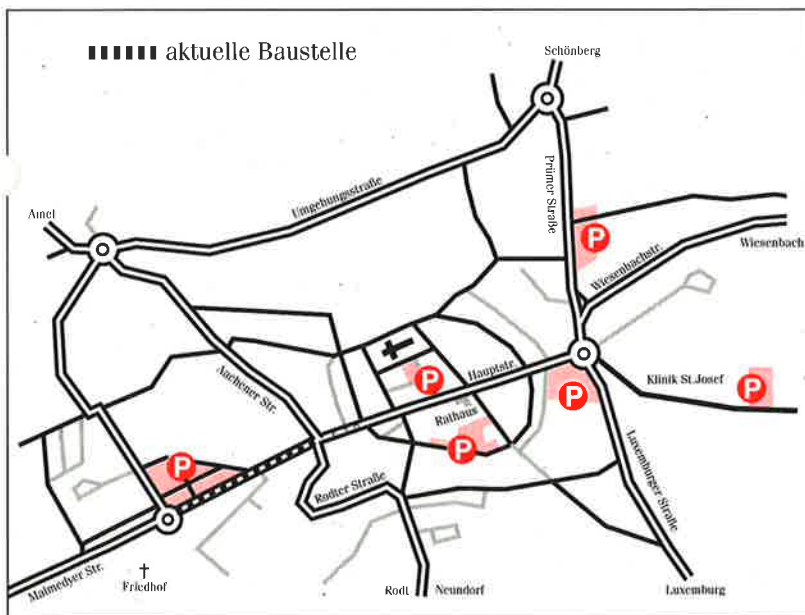 aktuelle Baustelle
Schönberg
Umgehungsstraße
Prümer Straße
Amel
P
Wiesenbachstr.
Wiesenbach
Aachener Str.
Hauptstr.
P
P
Klinik St.Josef
P
Rathaus
P
P
Luxemburger Straße
Rodter Straße
Malmedyer Str.
Friedhof
Rodt
Neundorf
Luxemburg